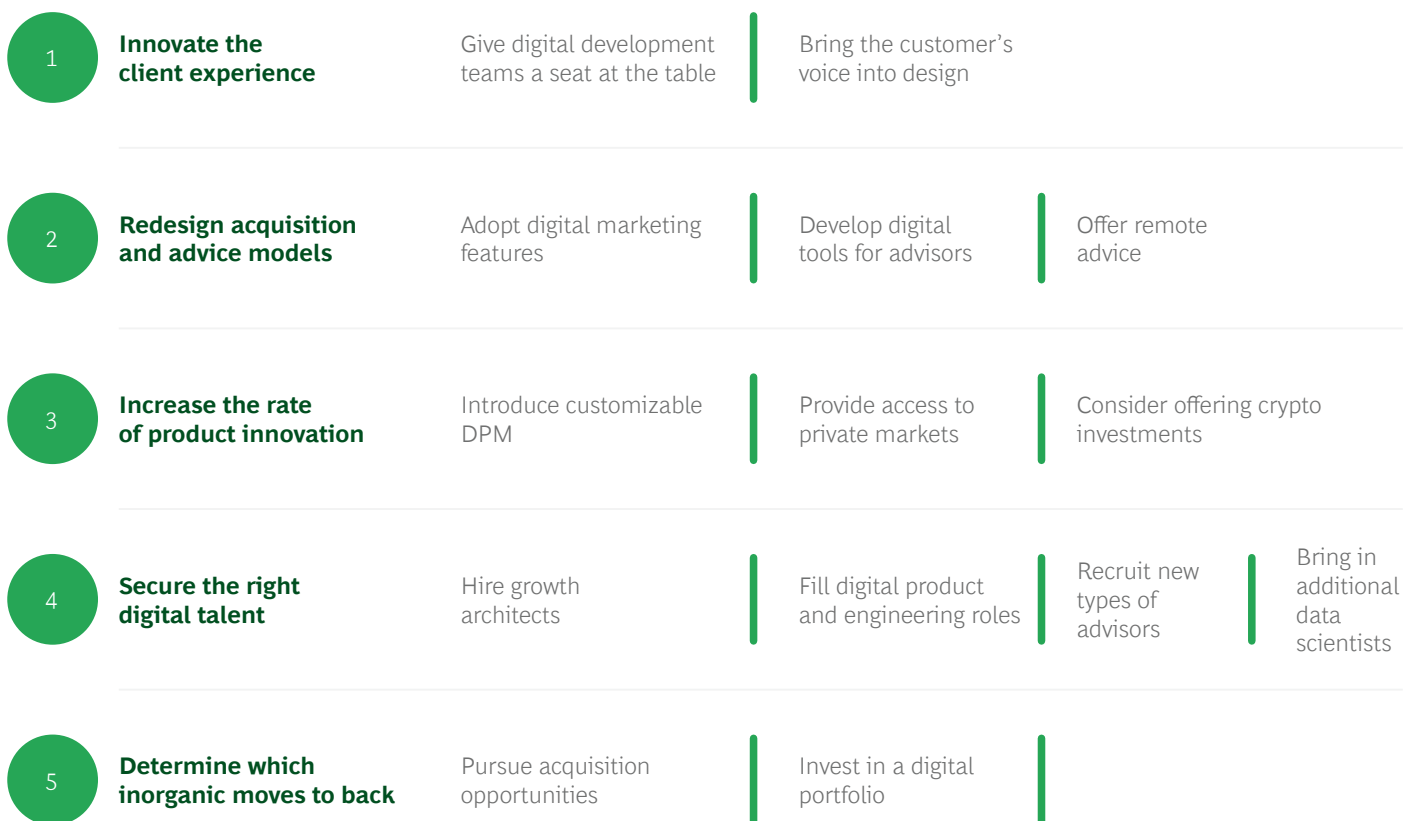 1
Innovate the
client experience
Give digital development
teams a seat at the table
Bring the customer’s
voice into design
2
Redesign acquisition
and advice models
Adopt digital marketing
features
Develop digital
tools for advisors
Offer remote
advice
3
Increase the rate
of product innovation
Introduce customizable
DPM
Provide access to
private markets
Consider offering crypto
investments
4
Secure the right
digital talent
Hire growth
architects
Fill digital product
and engineering roles
Recruit new
types of
advisors
Bring in
additional
data
scientists
5
Determine which
inorganic moves to back
Pursue acquisition
opportunities
Invest in a digital
portfolio